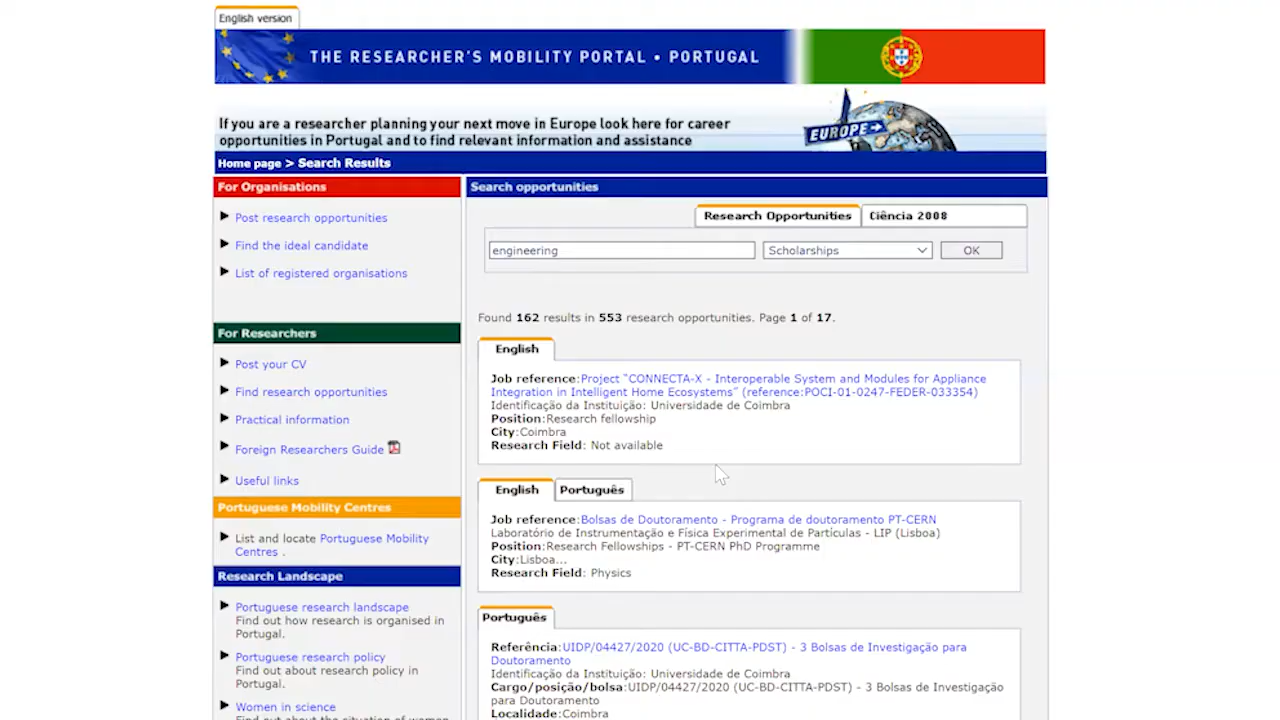 English version
THE RESEARCHER'S MOBILITY PORTAL • PORTUGAL
If you are a researcher planning your next move in Europe look here for career
opportunities in Portugal and to find relevant information and assistance
EUROPE
Home page > Search Results
For Organisations
Post research opportunities
Find the ideal candidate
List of registered organisations
For Researchers
Post your CV
Find research opportunities
Practical information
Foreign Researchers Guide
Useful links
Portuguese Mobility Centres
List and locate Portuguese Mobility
Centres .
Research Landscape
Portuguese research landscape
Find out how research is organised in
Portugal.
Portuguese research policy
Find out about research policy in
Portugal.
Women in science
Find out about the situation of women
Search opportunities
Research Opportunities
Ciência 2008
engineering
Scholarships
OK
Found 162 results in 553 research opportunities. Page 1 of 17.
English
Job reference:Project "CONNECTA-X - Interoperable System and Modules for Appliance
Integration in Intelligent Home Ecosystems" (reference:POCI-01-0247-FEDER-033354)
Identificação da Instituição: Universidade de Coimbra
Position:Research fellowship
City:Coimbra
Research Field: Not available
English
Português
Job reference:Bolsas de Doutoramento - Programa de doutoramento PT-CERN
Laboratório de Instrumentação e Física Experimental de Partículas - LIP (Lisboa)
Position:Research Fellowships - PT-CERN PhD Programme
City:Lisboa...
Research Field: Physics
Português
Referência:UIDP/04427/2020 (UC-BD-CITTA-PDST) - 3 Bolsas de Investigação para
Doutoramento
Identificação da Instituição: Universidade de Coimbra
Cargo/posição/bolsa:UIDP/04427/2020 (UC-BD-CITTA-PDST) - 3 Bolsas de Investigação
para Doutoramento
Localidade:Coimbra